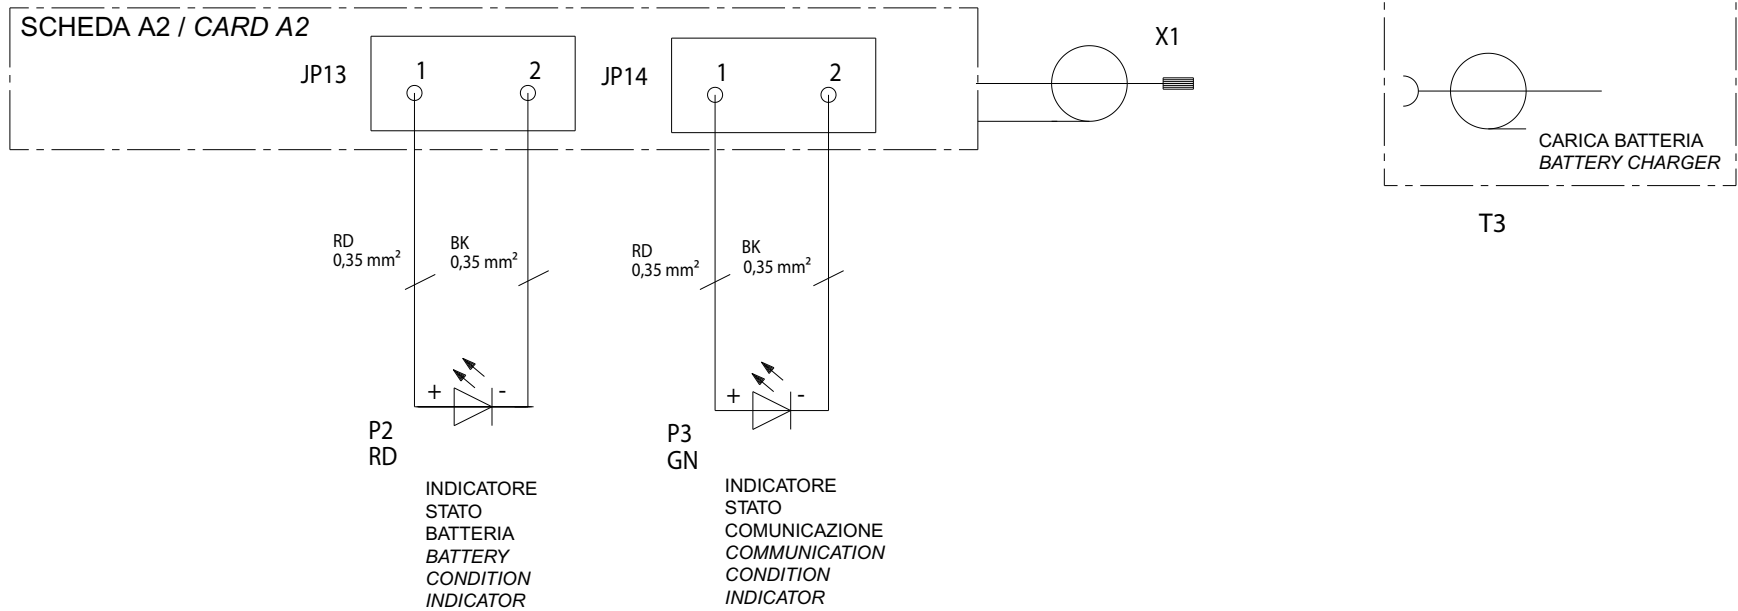 SCHEDA A2 / CARD A2
JP13
1
2
JP14
1
2
X1
CARICA BATTERIA
BATTERY CHARGER
T3
RD
0,35 mm²
BK
0,35 mm²
RD
0,35 mm²
BK
0,35 mm²
+
-
+
-
P2
RD
P3
GN
INDICATORE
STATO
BATTERIA
BATTERY
CONDITION
INDICATOR
INDICATORE
STATO
COMUNICAZIONE
COMMUNICATION
CONDITION
INDICATOR